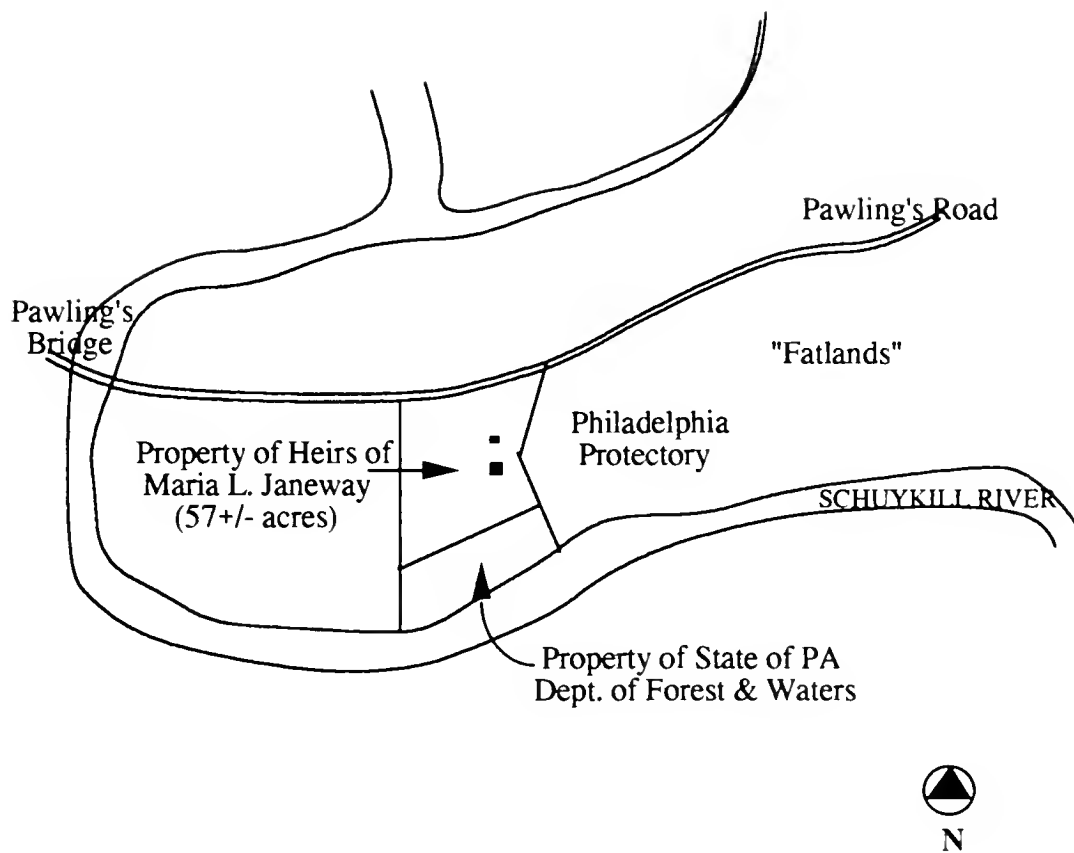 Pawling's Road
Pawling's
Bridge
"Fatlands"
Philadelphia
Protectory
Property of Heirs of
Maria L. Janeway
(57+/- acres)
SCHUYKILL RIVER
Property of State of PA
Dept. of Forest & Waters
N